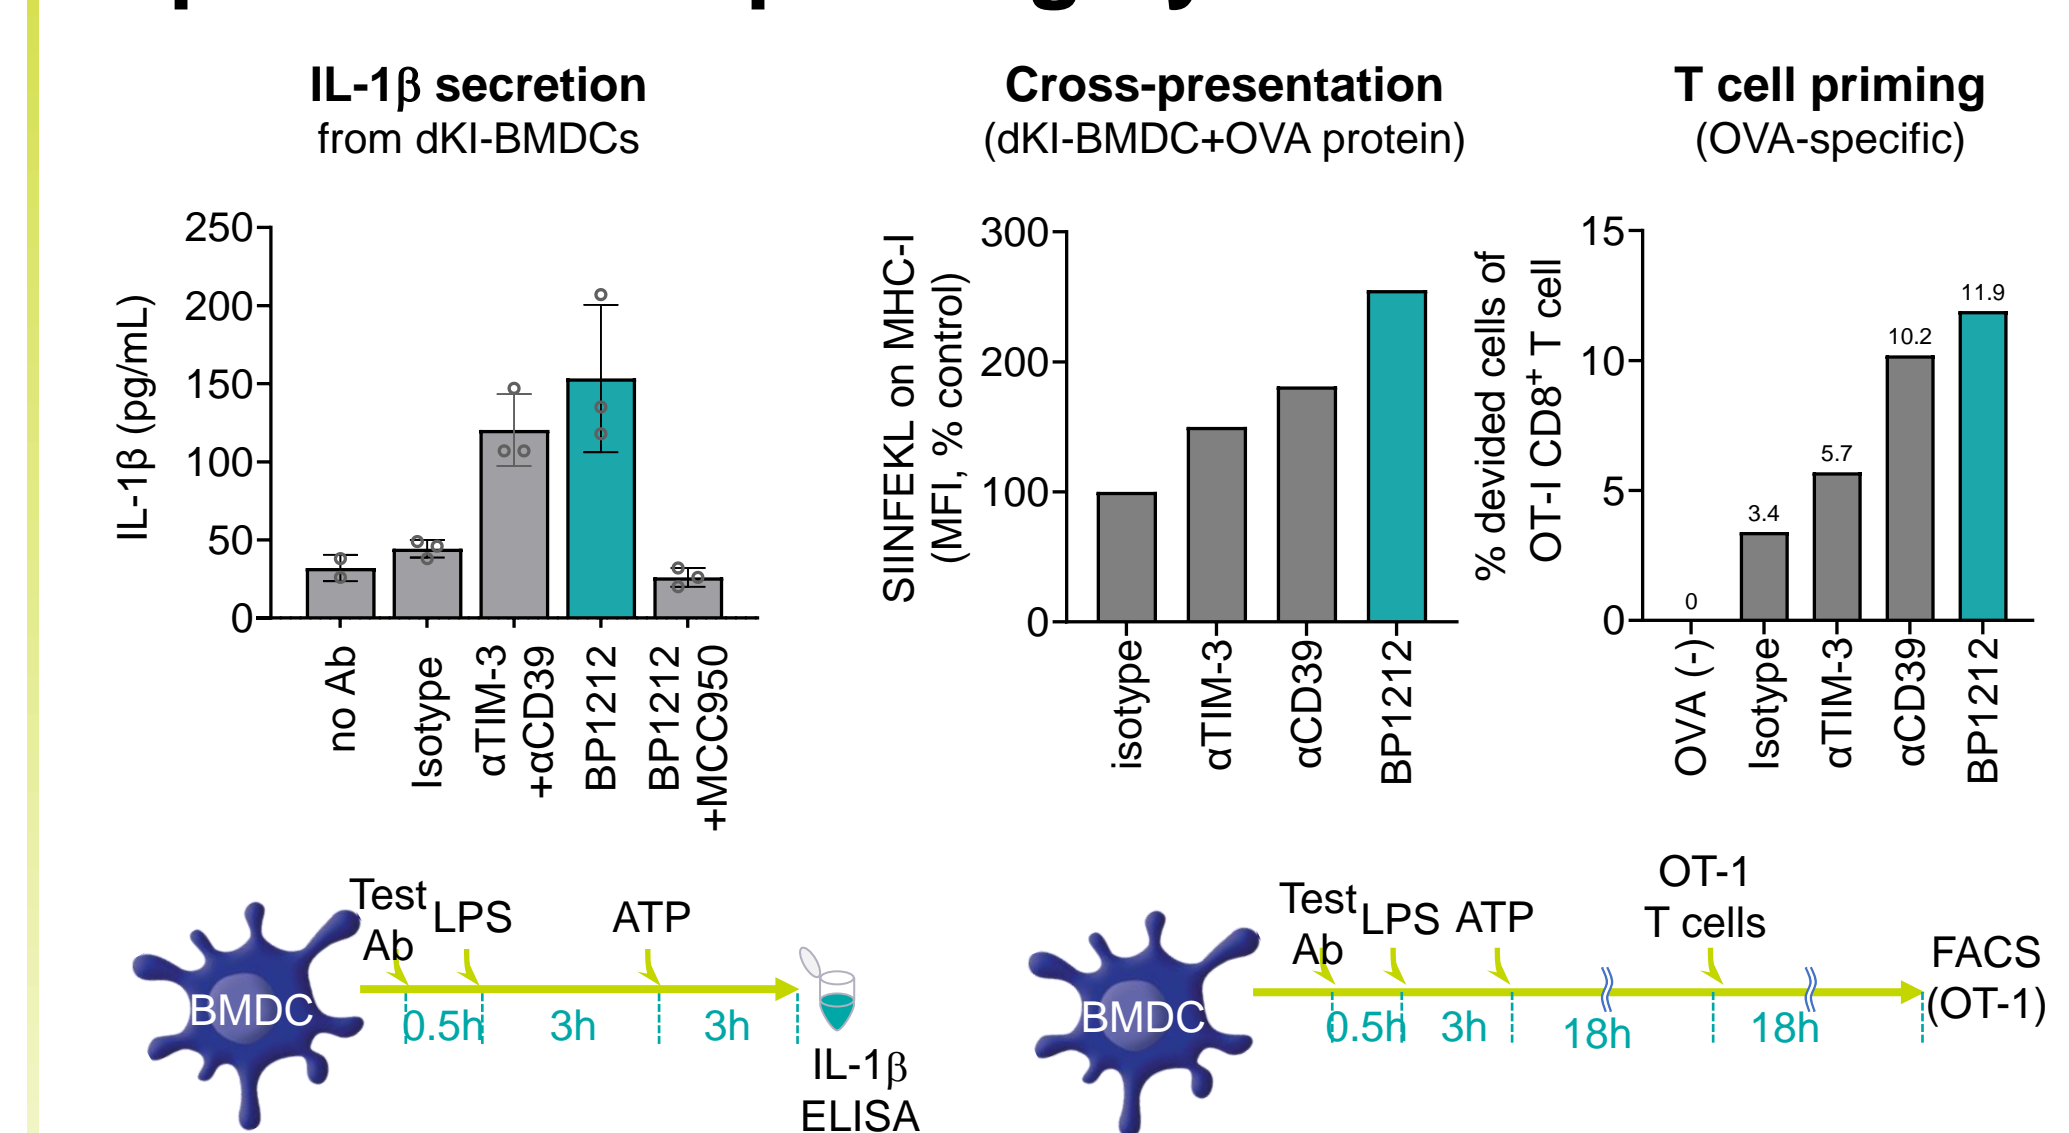 IL-1β secretion
from dKI-BMDCs
IL-1β (pg/mL)
250
200
150
100
50
0
no Ab
Isotype
αTIM-3
+αCD39
BP1212
BP1212
+MCC950
Cross-presentation
(dKI-BMDC+OVA protein)
SIINFEKL on MHC-I
(MFI, % control)
300
200
100
0
isotype
αTIM-3
αCD39
BP1212
T cell priming
(OVA-specific)
% devided cells of
OT-I CD8⁺ T cell
15
10
5
0
0
3.4
5.7
10.2
11.9
OVA (-)
Isotype
αTIM-3
αCD39
BP1212
BMDC
Test
Ab
LPS
ATP
0.5h
3h
3h
IL-1β
ELISA
BMDC
Test
Ab
LPS
ATP
OT-1
T cells
0.5h
3h
18h
18h
FACS
(OT-1)